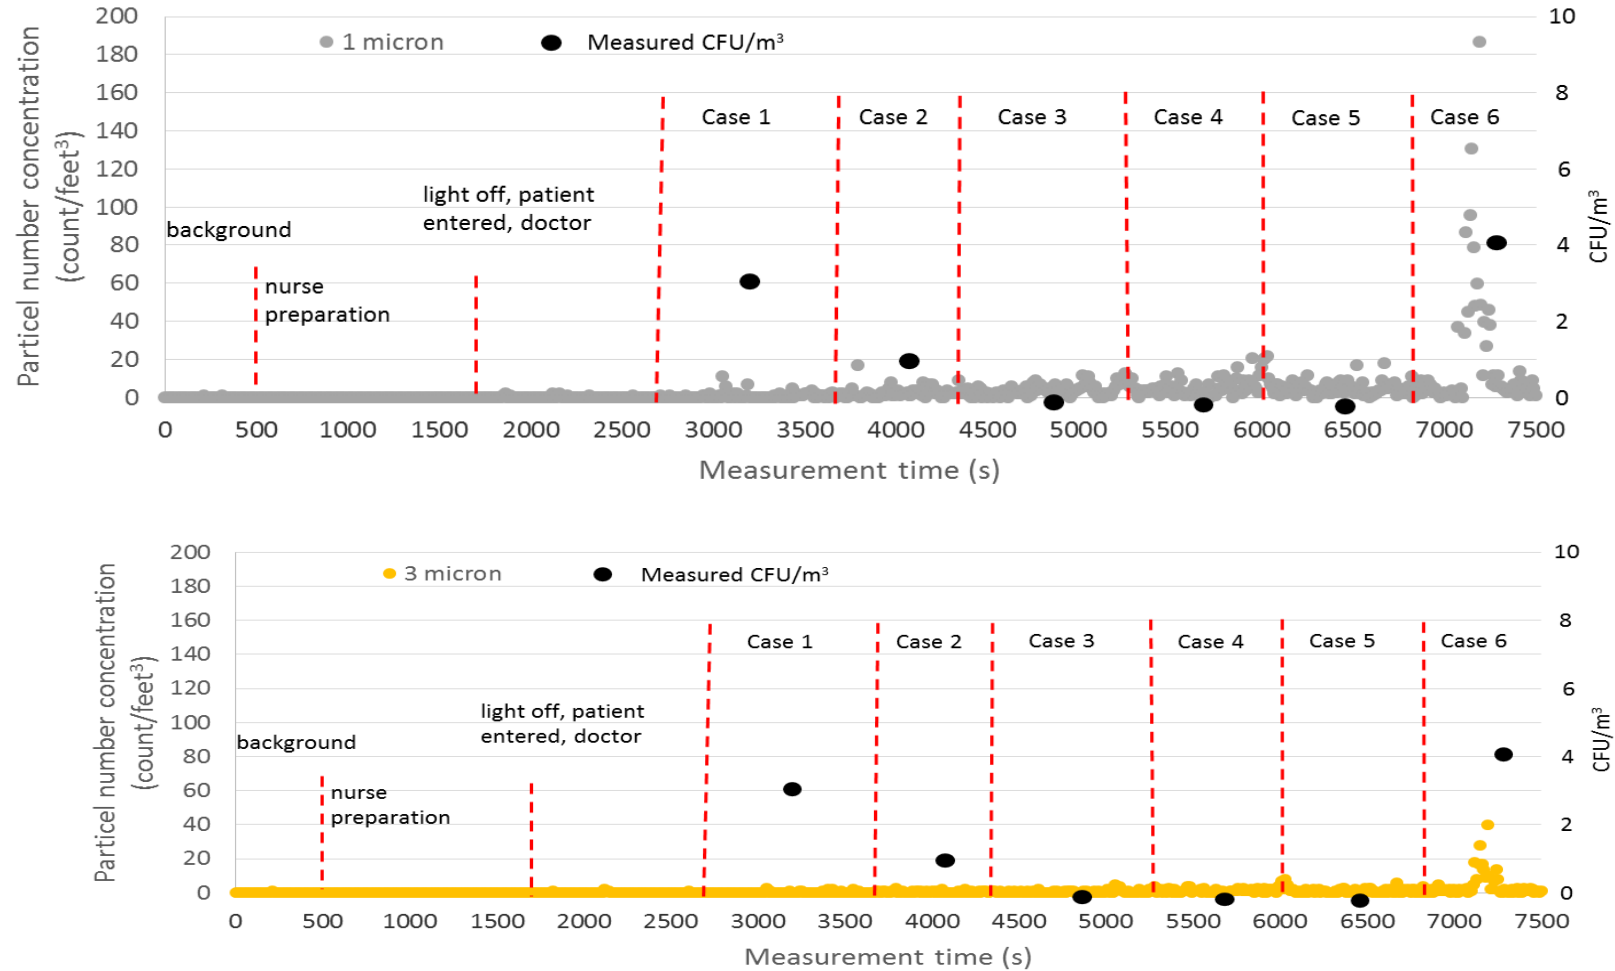 200
180
160
140
120
100
80
60
40
20
0
Particel number concentration
(count/feet³)
1 micron
Measured CFU/m³
Case 1
Case 2
Case 3
Case 4
Case 5
Case 6
light off, patient
entered, doctor
background
nurse
preparation
10
8
6
4
2
0
CFU/m³
0 500 1000 1500 2000 2500 3000 3500 4000 4500 5000 5500 6000 6500 7000 7500
Measurement time (s)
200
180
160
140
120
100
80
60
40
20
0
Particel number concentration
(count/feet³)
3 micron
Measured CFU/m³
Case 1
Case 2
Case 3
Case 4
Case 5
Case 6
light off, patient
entered, doctor
background
nurse
preparation
10
8
6
4
2
0
CFU/m³
0 500 1000 1500 2000 2500 3000 3500 4000 4500 5000 5500 6000 6500 7000 7500
Measurement time (s)